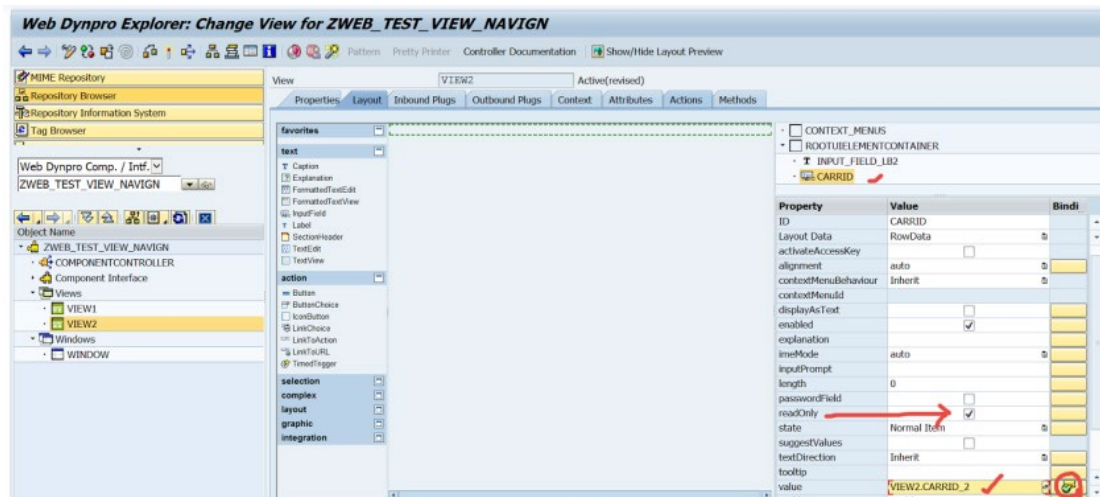 Web Dynpro Explorer: Change View for ZWEB_TEST_VIEW_NAVIGN
Pattern Pretty Printer Controller Documentation Show/Hide Layout Preview
MIME Repository
Repository Browser
Repository Information System
Tag Browser
Web Dynpro Comp. / Intf.
ZWEB_TEST_VIEW_NAVIGN
Object Name
ZWEB_TEST_VIEW_NAVIGN
COMPONENTCONTROLLER
Component Interface
Views
VIEW1
VIEW2
Windows
WINDOW
View VIEW2 Active(revised)
Properties Layout Inbound Plugs Outbound Plugs Context Attributes Actions Methods
favorites
text
Caption
Explanation
FormattedTextEdit
FormattedTextView
InputField
Label
SectionHeader
TextEdit
TextView
action
Button
ButtonChoice
IconButton
LinkChoice
LinkToAction
LinkToURL
TimedTrigger
selection
complex
layout
graphic
integration
CONTEXT_MENUS
ROOTUIELEMENTCONTAINER
INPUT_FIELD_LB2
CARRID
Property Value Bindi
ID CARRID
Layout Data RowData
activateAccessKey
alignment auto
contextMenuBehaviour Inherit
contextMenuId
displayAsText
enabled
explanation
imeMode auto
inputPrompt
length 0
passwordField
readOnly
state Normal Item
suggestValues
textDirection Inherit
tooltip
value VIEW2.CARRID_2